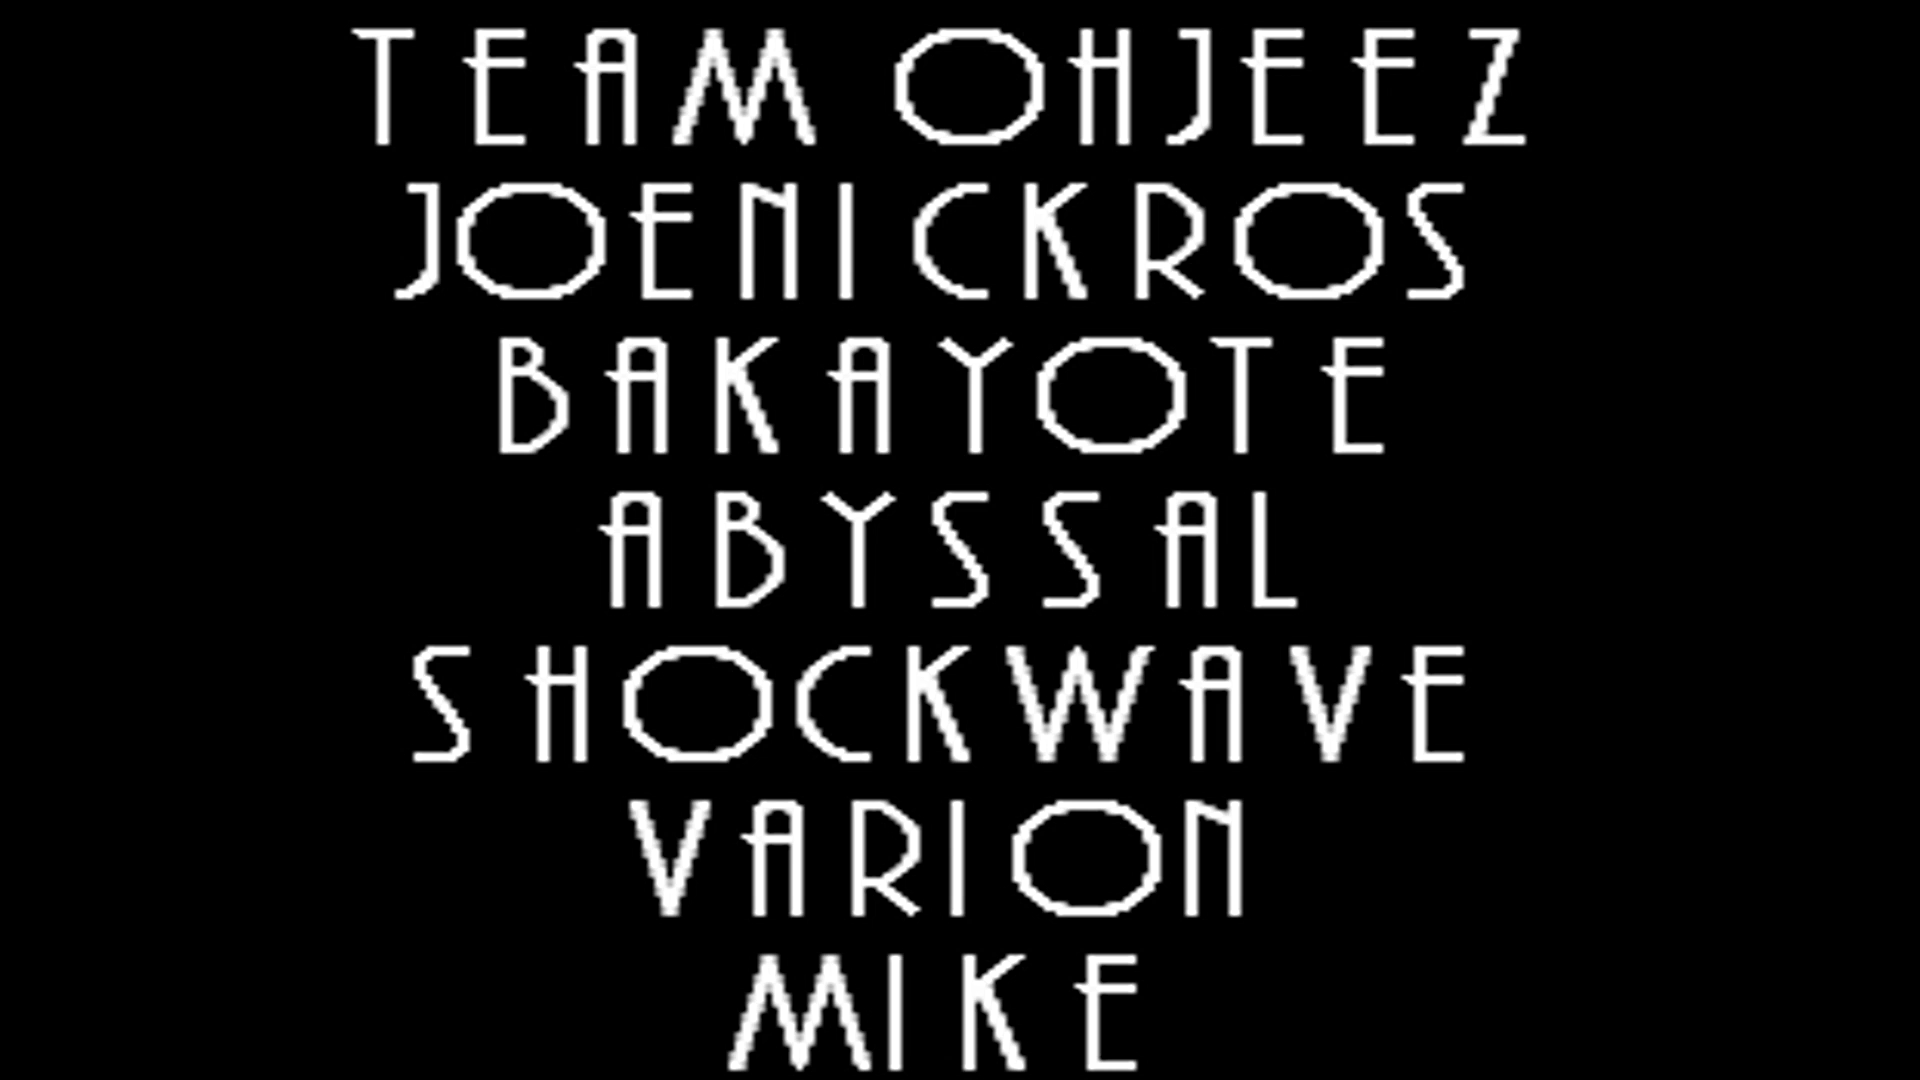 TEAM OHJEEZ
JOENICKROS
BAKAYOTE
ABYSSAL
SHOCKWAVE
VARION
MIKE